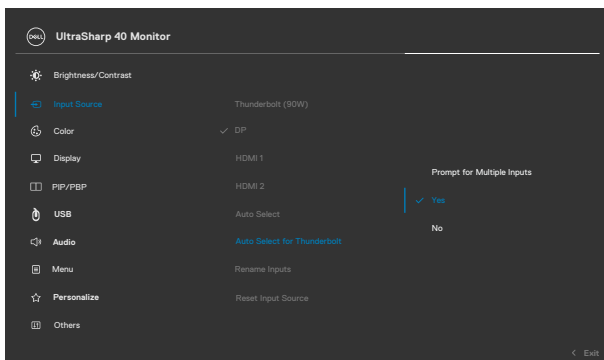 DELL UltraSharp 40 Monitor
Brightness/Contrast
Input Source
Color
Display
PIP/PBP
USB
Audio
Menu
Personalize
Others
Thunderbolt (90W)
DP
HDMI 1
HDMI 2
Auto Select
Auto Select for Thunderbolt
Rename Inputs
Reset Input Source
Prompt for Multiple Inputs
Yes
No
Exit